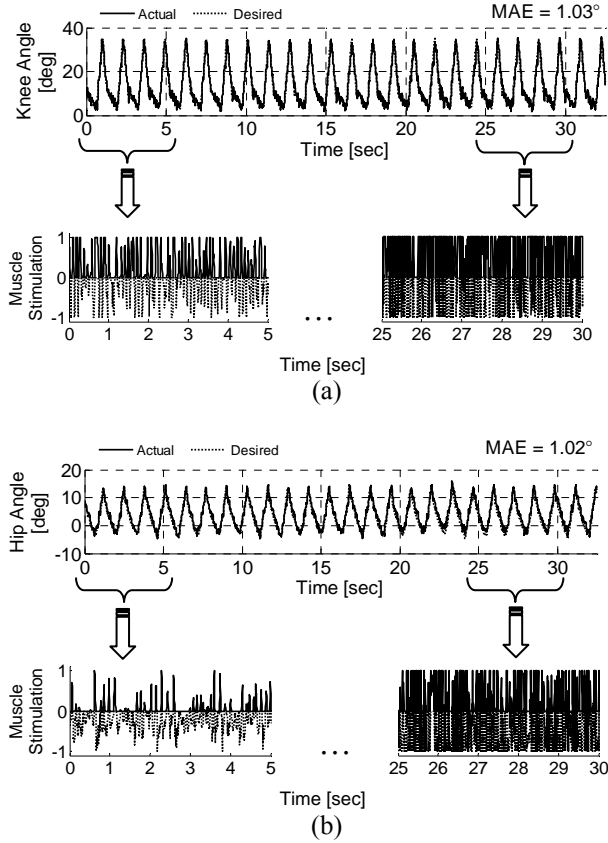 Actual Desired MAE = 1.03°
Knee Angle
[deg]
40
20
0
0 5 10 15 20 25 30
Time [sec]
Muscle
Stimulation
1
0
-1
0 1 2 3 4 5
...
25 26 27 28 29 30
Time [sec]
(a)
Actual Desired MAE = 1.02°
Hip Angle
[deg]
20
10
0
-10
0 5 10 15 20 25 30
Time [sec]
Muscle
Stimulation
1
0
-1
0 1 2 3 4 5
...
25 26 27 28 29 30
Time [sec]
(b)